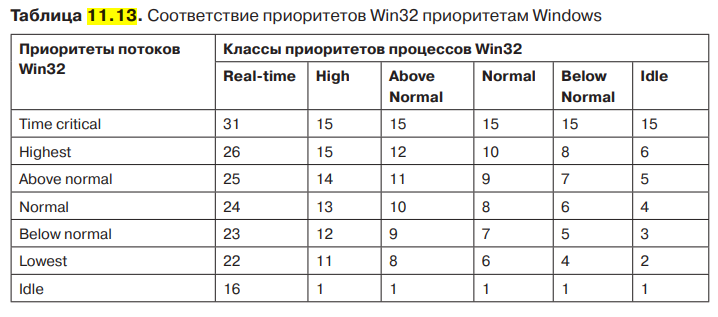 Таблица 11.13. Соответствие приоритетов Win32 приоритетам Windows
Приоритеты потоков Win32 Классы приоритетов процессов Win32
Real-time High Above Normal Normal Below Normal Idle
Time critical 31 15 15 15 15 15
Highest 26 15 12 10 8 6
Above normal 25 14 11 9 7 5
Normal 24 13 10 8 6 4
Below normal 23 12 9 7 5 3
Lowest 22 11 8 6 4 2
Idle 16 1 1 1 1 1